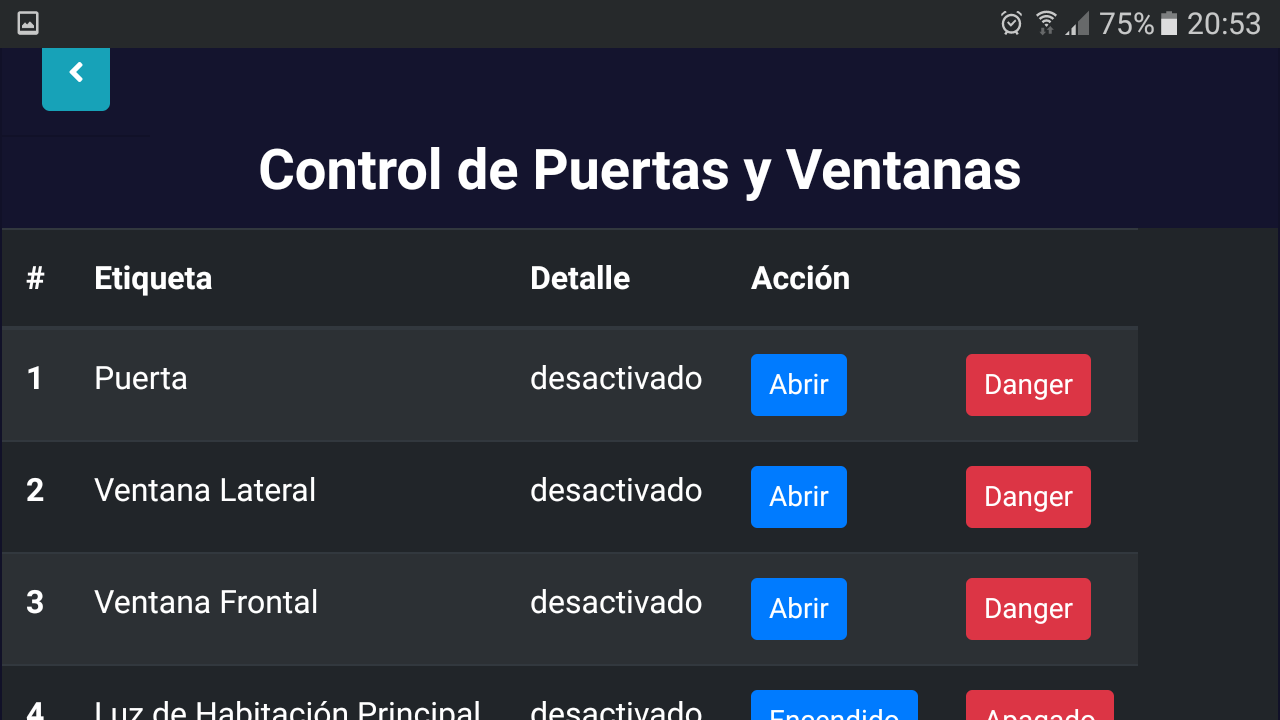 75% 20:53
Control de Puertas y Ventanas
# Etiqueta Detalle Acción
1 Puerta desactivado Abrir Danger
2 Ventana Lateral desactivado Abrir Danger
3 Ventana Frontal desactivado Abrir Danger
4 Luz de Habitación Principal desactivado Encendido Apagado